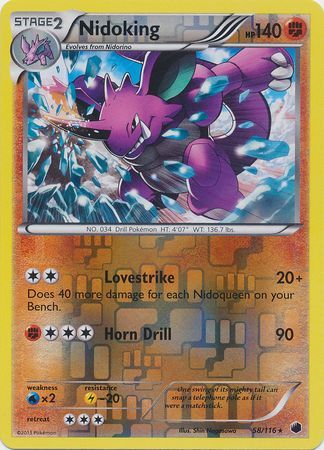 STAGE2
Nidoking
HP140
Evolves from Nidorino
NO. 034 Drill Pokémon HT: 4'07" WT: 136.7 lbs.
Lovestrike 20+
Does 40 more damage for each Nidoqueen on your
Bench.
Horn Drill 90
weakness
×2
resistance
-20
retreat
One swing of its mighty tail can
snap a telephone pole as if it
were a matchstick.
Illus. Shin Nagasawa
58/116★
©2013 Pokémon